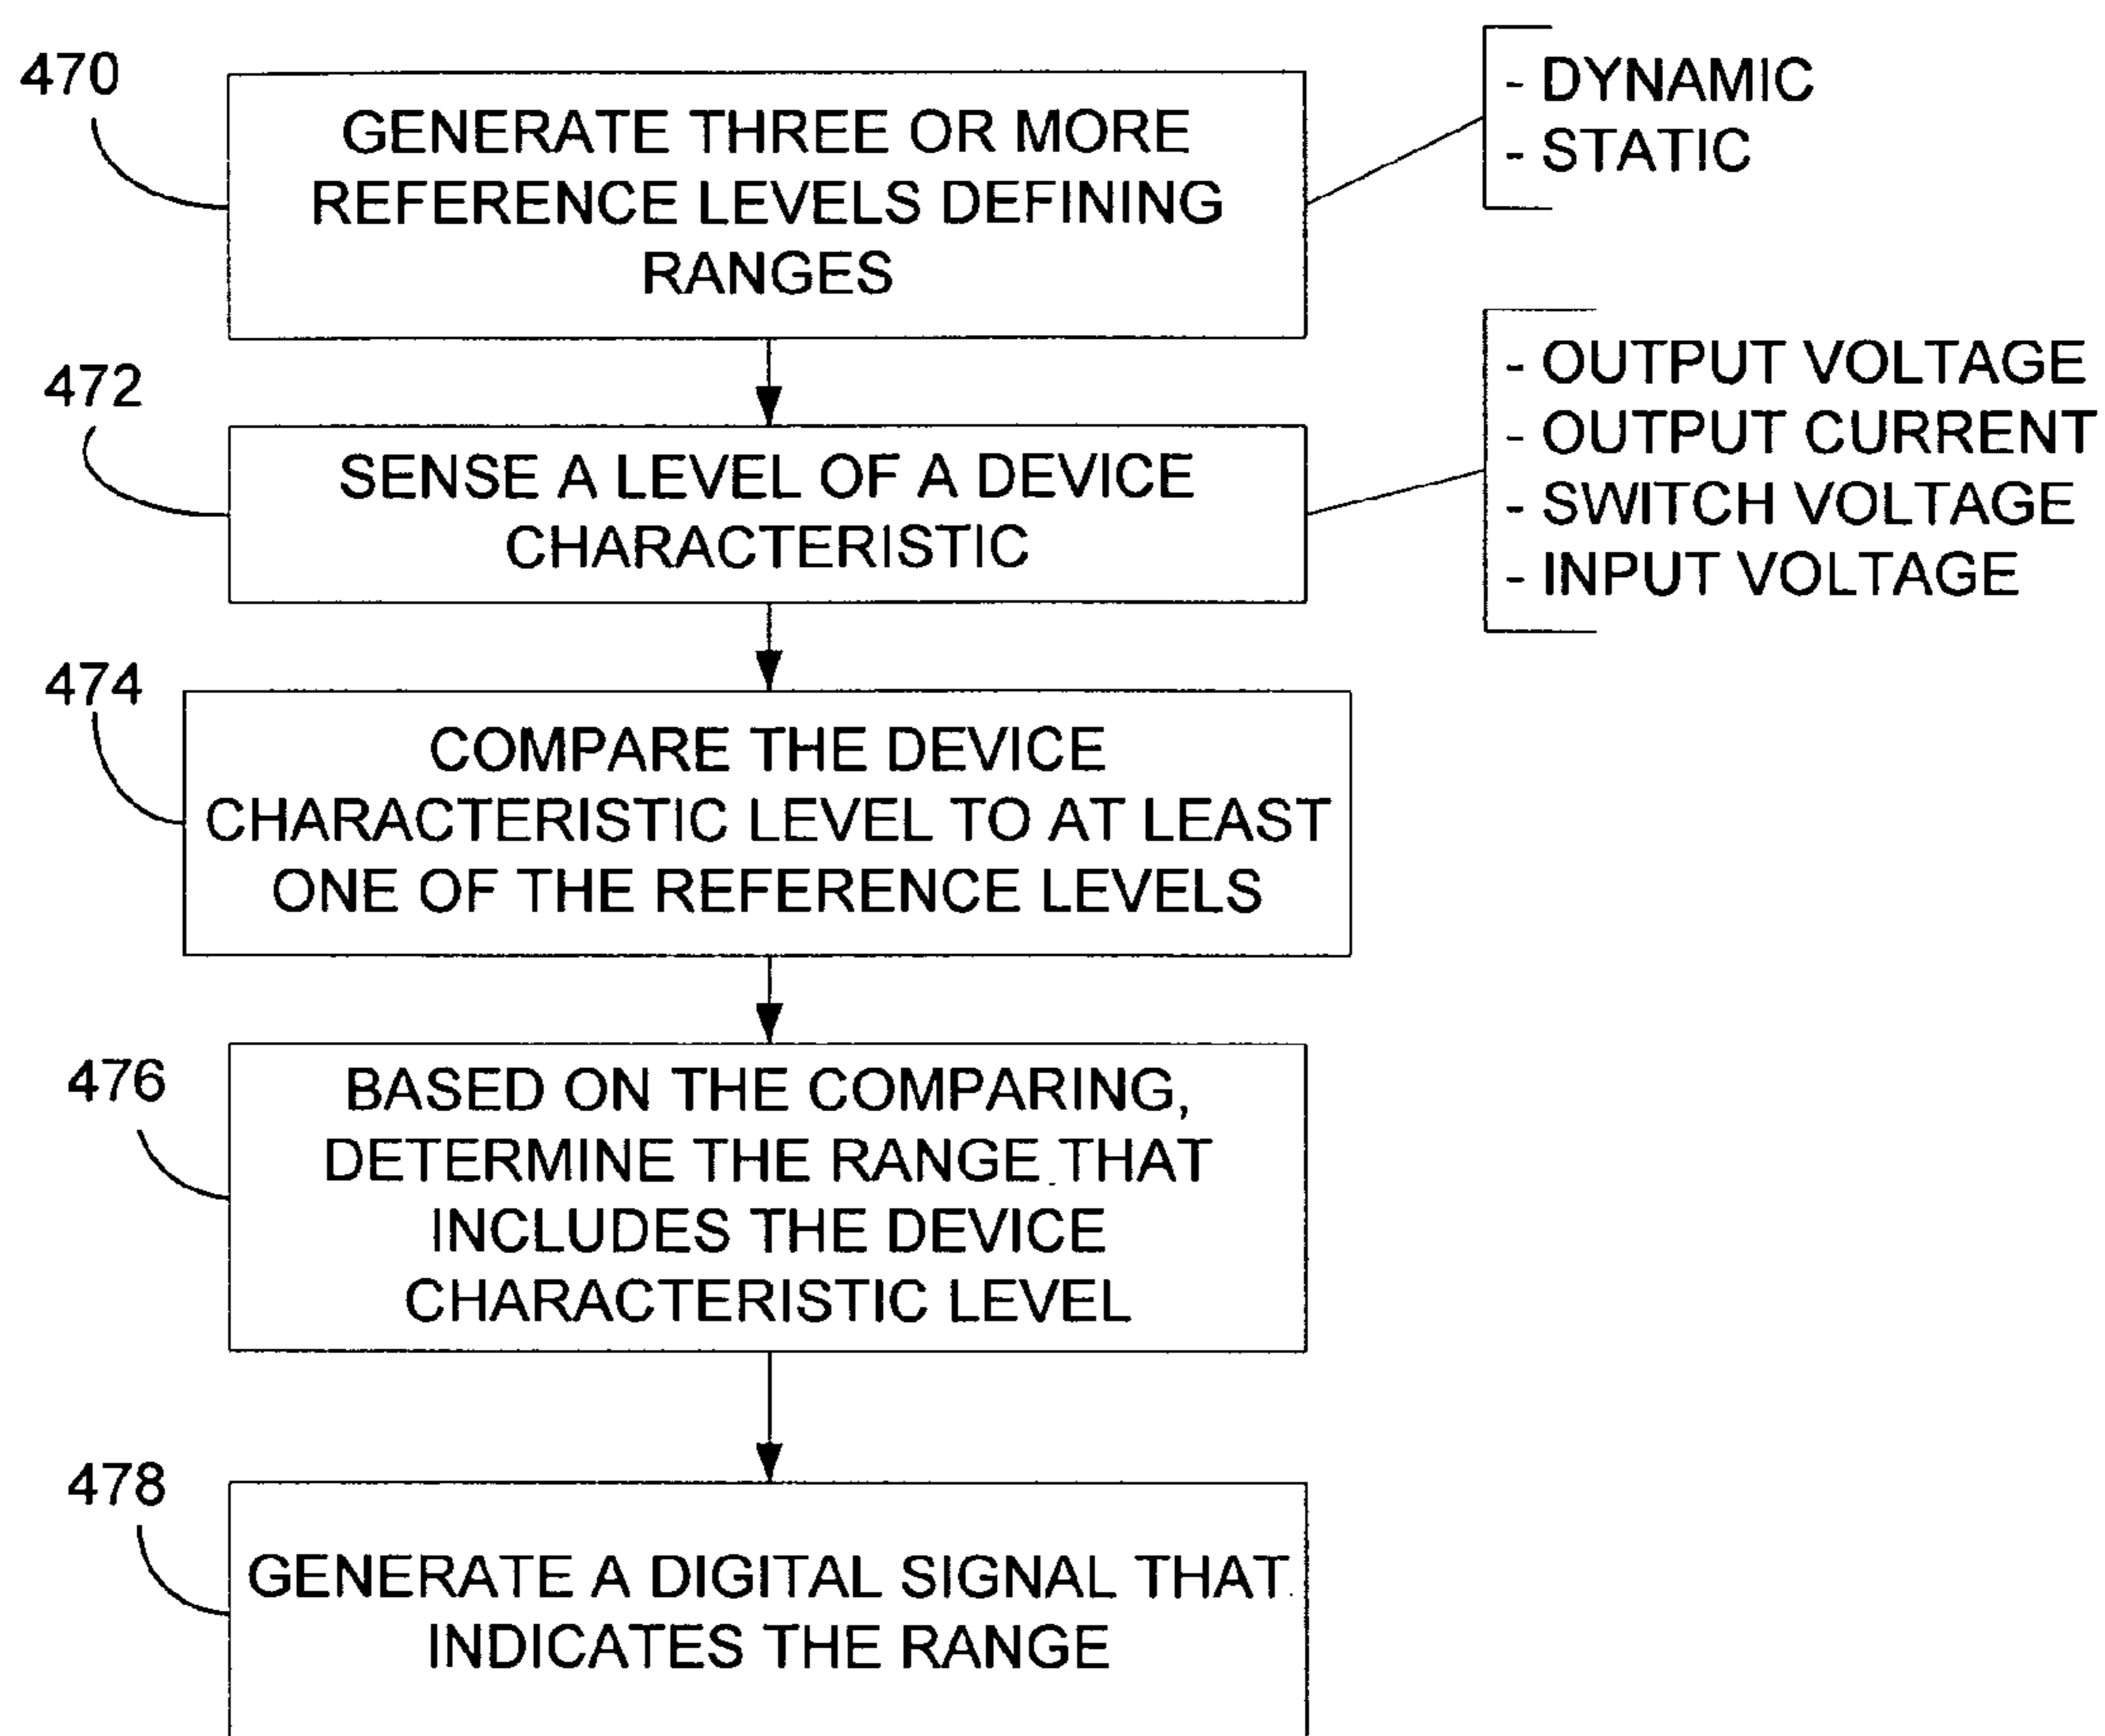 470
GENERATE THREE OR MORE
REFERENCE LEVELS DEFINING
RANGES
- DYNAMIC
- STATIC
472
SENSE A LEVEL OF A DEVICE
CHARACTERISTIC
- OUTPUT VOLTAGE
- OUTPUT CURRENT
- SWITCH VOLTAGE
- INPUT VOLTAGE
474
COMPARE THE DEVICE
CHARACTERISTIC LEVEL TO AT LEAST
ONE OF THE REFERENCE LEVELS
476
BASED ON THE COMPARING,
DETERMINE THE RANGE THAT
INCLUDES THE DEVICE
CHARACTERISTIC LEVEL
478
GENERATE A DIGITAL SIGNAL THAT
INDICATES THE RANGE